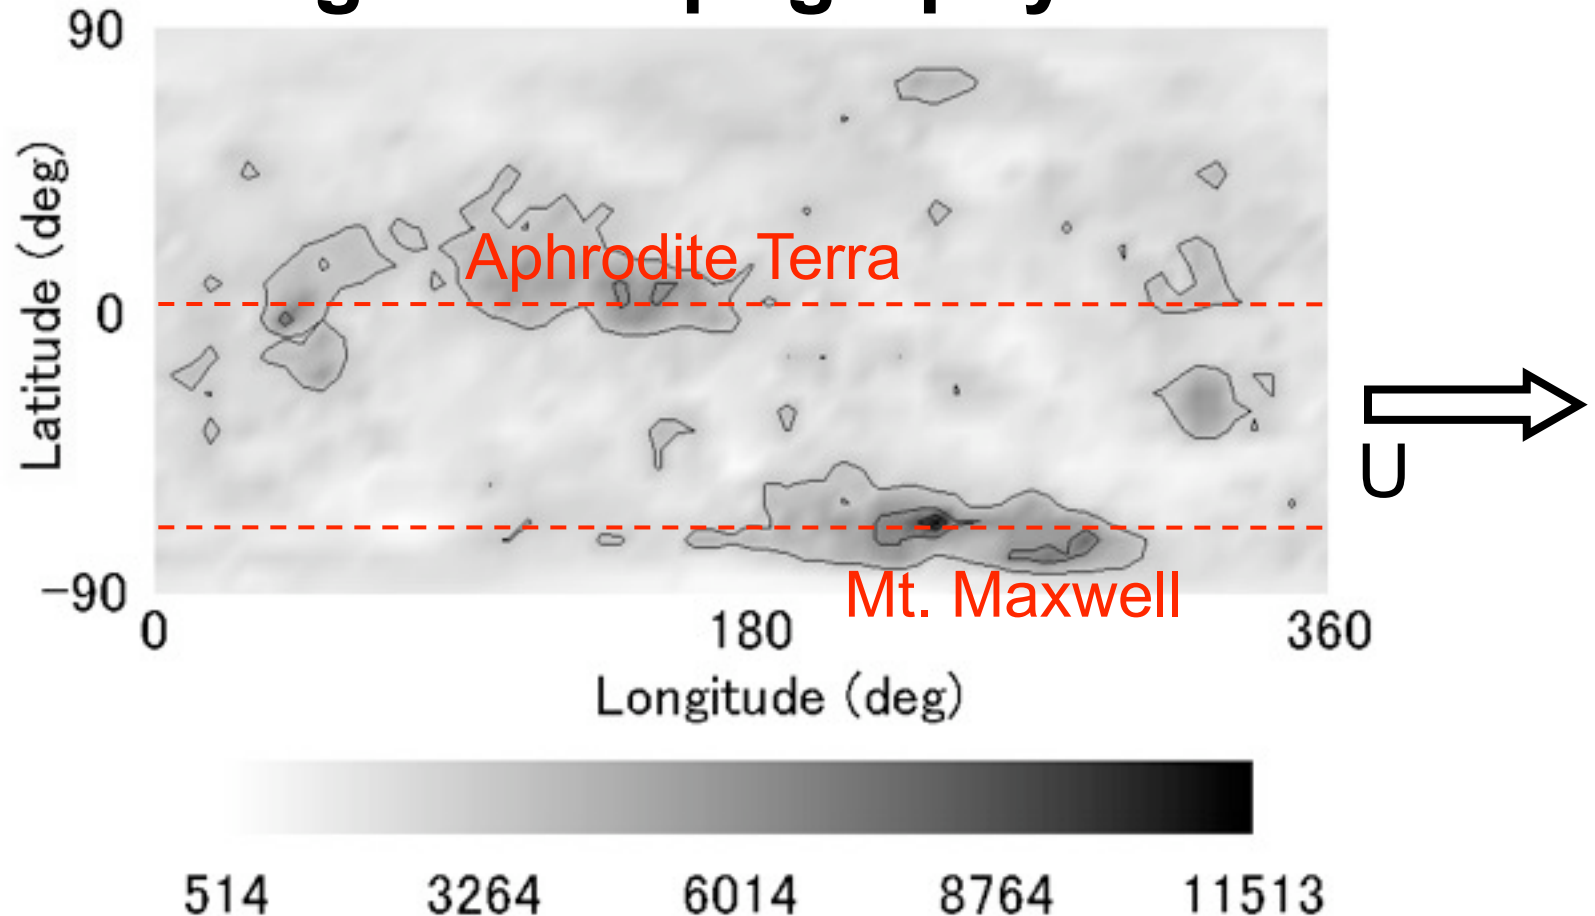 90
Latitude (deg)
Aphrodite Terra
0
U
-90
Mt. Maxwell
0 180 360
Longitude (deg)
514 3264 6014 8764 11513